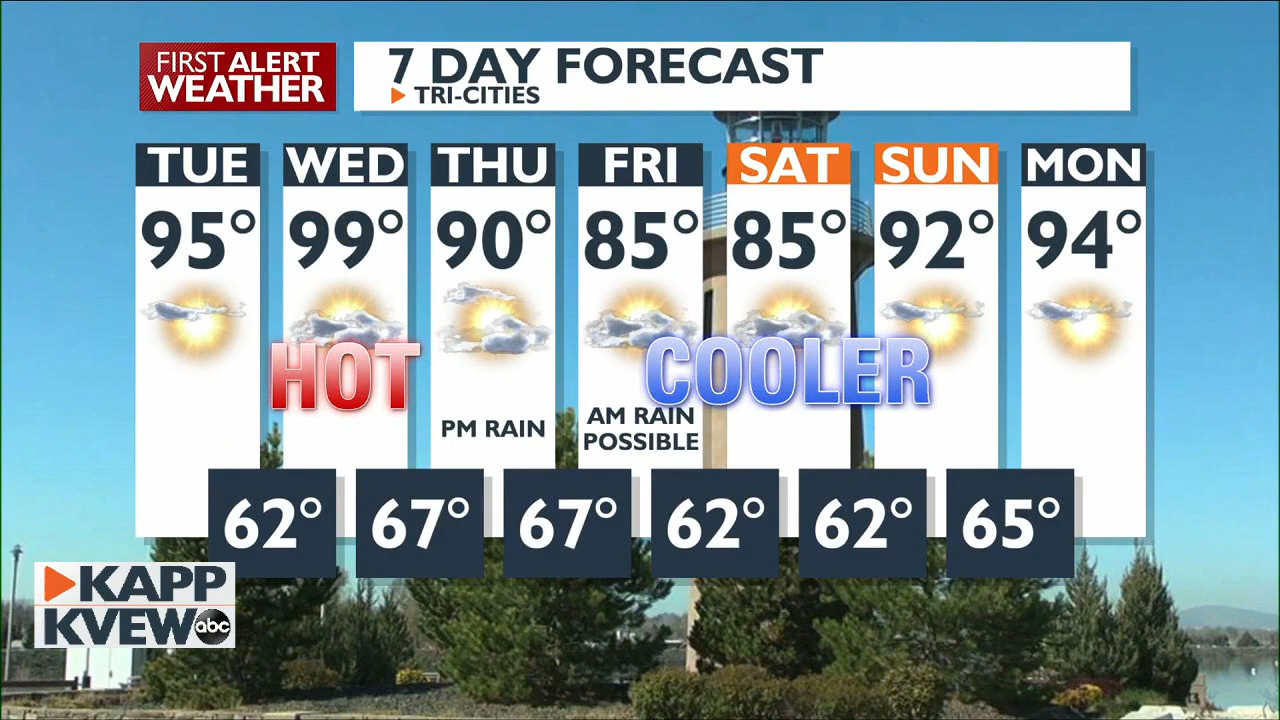 FIRST ALERT
WEATHER
7 DAY FORECAST
TRI-CITIES
TUE WED THU FRI SAT SUN MON
95° 99° 90° 85° 85° 92° 94°
HOT COOLER
PM RAIN
AM RAIN
POSSIBLE
62° 67° 67° 62° 62° 65°
KAPP
KVEW abc